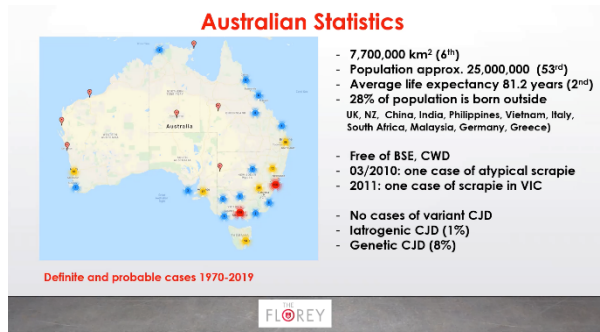 Australian Statistics
- 7,700,000 km² (6th)
- Population approx. 25,000,000 (53rd)
- Average life expectancy 81.2 years (2nd)
- 28% of population is born outside
UK, NZ, China, India, Philippines, Vietnam, Italy,
South Africa, Malaysia, Germany, Greece)
- Free of BSE, CWD
- 03/2010: one case of atypical scrapie
- 2011: one case of scrapie in VIC
- No cases of variant CJD
- Iatrogenic CJD (1%)
- Genetic CJD (8%)
Australia
Definite and probable cases 1970-2019
THE
FLOREY